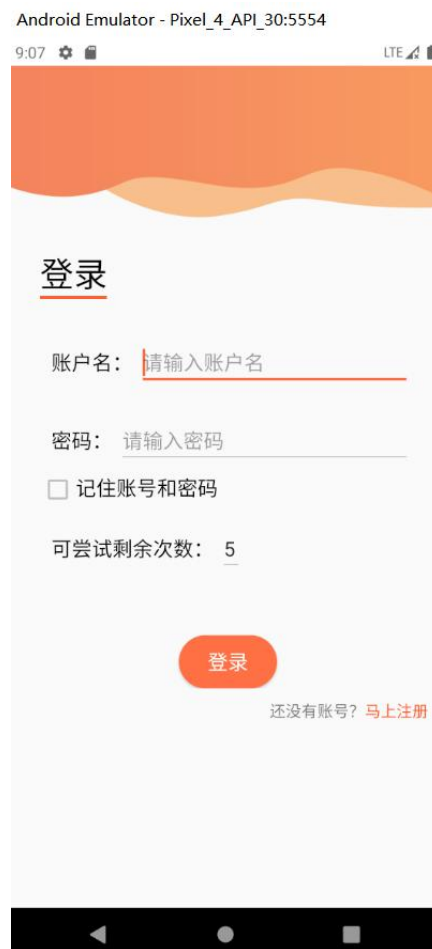 Android Emulator - Pixel_4_API_30:5554
9:07 LTE
登录
账户名： 请输入账户名
密码： 请输入密码
记住账号和密码
可尝试剩余次数： 5
登录
还没有账号？马上注册